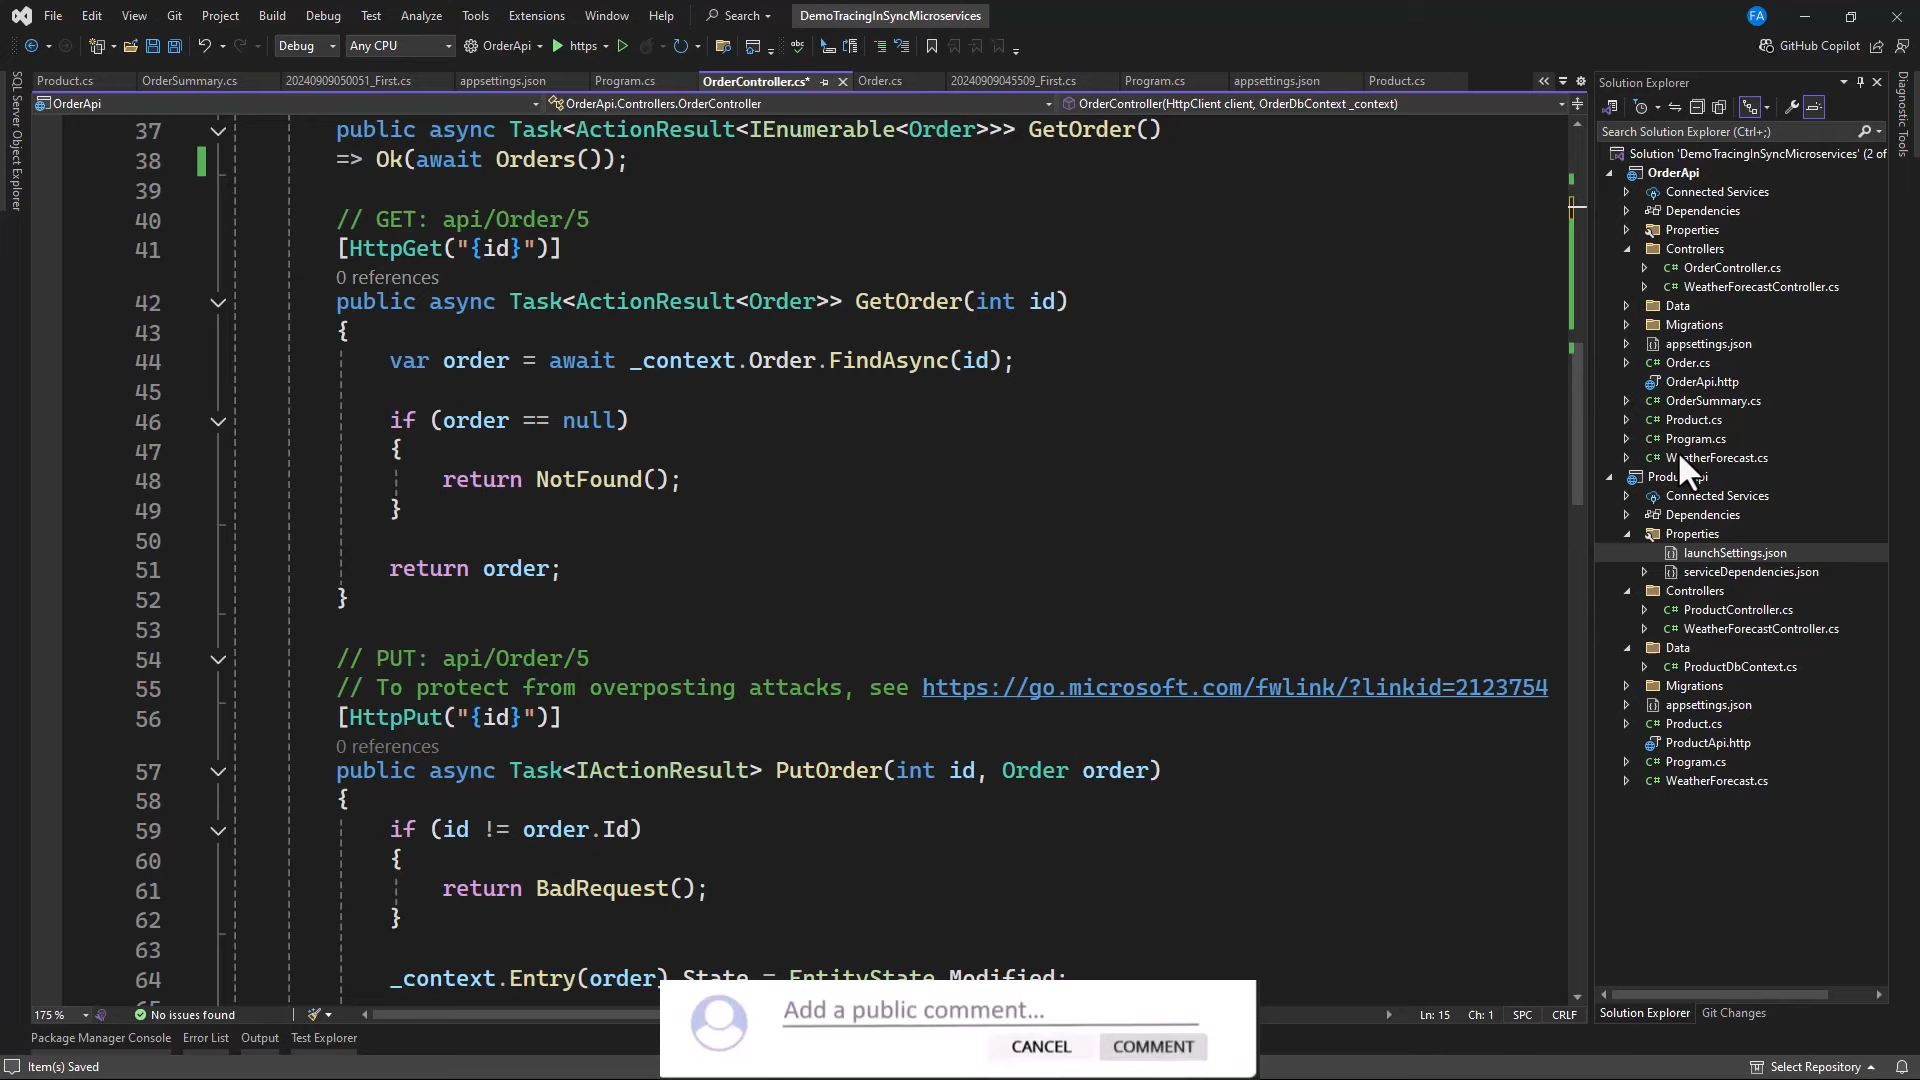 File Edit View Git Project Build Debug Test Analyze Tools Extensions Window Help Search DemoTracingInSyncMicroservices FA
Debug Any CPU OrderApi https GitHub Copilot
Product.cs OrderSummary.cs 20240909050051_First.cs appsettings.json Program.cs OrderController.cs* Order.cs 20240909045509_First.cs Program.cs appsettings.json Product.cs
OrderApi OrderApi.Controllers.OrderController OrderController(HttpClient client, OrderDbContext _context)
SQL Server Object Explorer
37 public async Task<ActionResult<IEnumerable<Order>>> GetOrder()
38 => Ok(await Orders());
39
40 // GET: api/Order/5
41 [HttpGet("{id}")]
0 references
42 public async Task<ActionResult<Order>> GetOrder(int id)
43 {
44 var order = await _context.Order.FindAsync(id);
45
46 if (order == null)
47 {
48 return NotFound();
49 }
50
51 return order;
52 }
53
54 // PUT: api/Order/5
55 // To protect from overposting attacks, see https://go.microsoft.com/fwlink/?linkid=2123754
56 [HttpPut("{id}")]
0 references
57 public async Task<IActionResult> PutOrder(int id, Order order)
58 {
59 if (id != order.Id)
60 {
61 return BadRequest();
62 }
63
64 _context.Entry(order).State = EntityState.Modified;
Solution Explorer
Search Solution Explorer (Ctrl+;)
Solution 'DemoTracingInSyncMicroservices' (2 of
OrderApi
Connected Services
Dependencies
Properties
Controllers
C# OrderController.cs
C# WeatherForecastController.cs
Data
Migrations
appsettings.json
C# Order.cs
OrderApi.http
C# OrderSummary.cs
C# Product.cs
C# Program.cs
C# WeatherForecast.cs
Connected Services
Dependencies
Properties
launchSettings.json
serviceDependencies.json
Controllers
C# ProductController.cs
C# WeatherForecastController.cs
Data
C# ProductDbContext.cs
Migrations
appsettings.json
C# Product.cs
ProductApi.http
C# Program.cs
C# WeatherForecast.cs
Diagnostic Tools
175 % No issues found Ln: 15 Ch: 1 SPC CRLF
Solution Explorer Git Changes
Package Manager Console Error List Output Test Explorer
Item(s) Saved Select Repository
Add a public comment...
CANCEL COMMENT